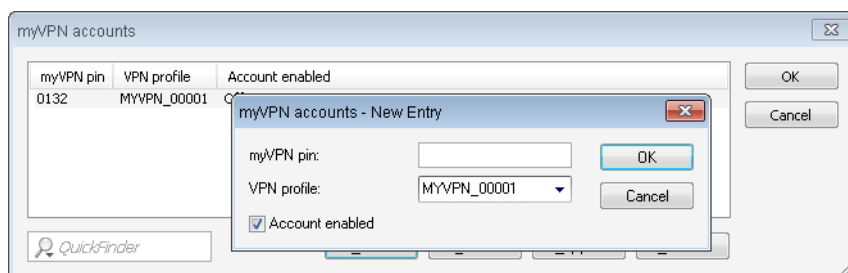 myVPN accounts
myVPN pin VPN profile Account enabled
0132 MYVPN_00001
myVPN accounts - New Entry
myVPN pin:
VPN profile: MYVPN_00001
Account enabled
OK
Cancel
OK
Cancel
QuickFinder